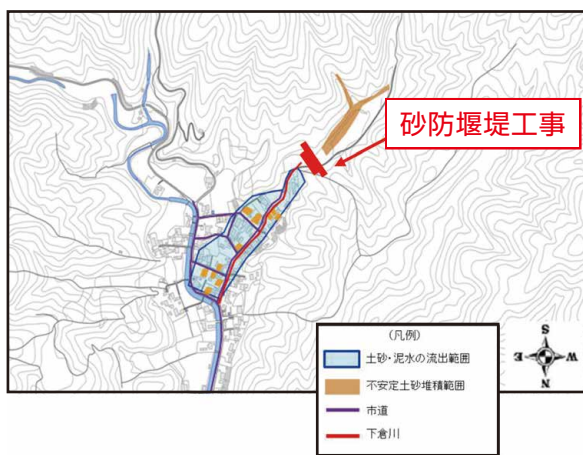 砂防堰堤工事
(凡例)
土砂・泥水の流出範囲
不安定土砂堆積範囲
市道
下倉川
S
E W
N